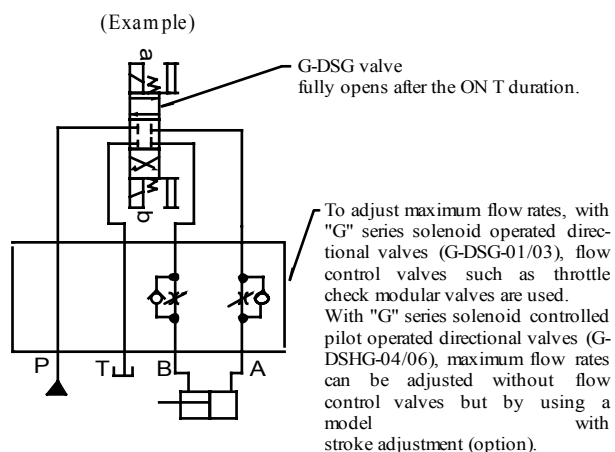 (Example)
a
G-DSG valve
fully opens after the ON T duration.
b
To adjust maximum flow rates, with
"G" series solenoid operated direc-
tional valves (G-DSG-01/03), flow
control valves such as throttle
check modular valves are used.
With "G" series solenoid controlled
pilot operated directional valves (G-
DSHG-04/06), maximum flow rates
can be adjusted without flow
control valves but by using a
model with
stroke adjustment (option).
P T B A